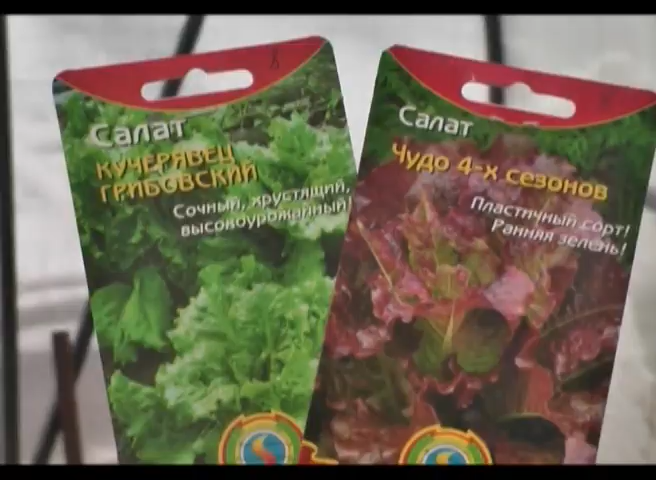 Салат
КУЧЕРЯВЕЦ
ГРИБОВСКИЙ
Сочный, хрустящий,
высокоурожайный!
Салат
Чудо 4-х сезонов
Пластичный сорт!
Ранняя зелень!